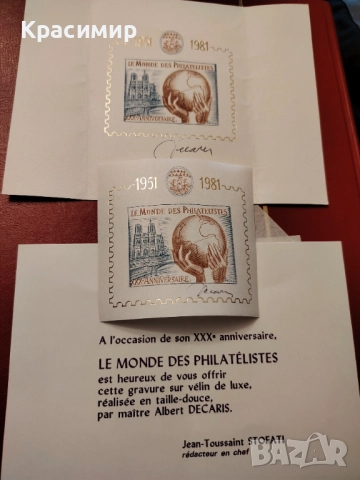 Красимир
1951 1981
LE MONDE DES PHILATÉLISTES
XXXe ANNIVERSAIRE
1951 1981
LE MONDE DES PHILATÉLISTES
XXXe ANNIVERSAIRE
A l'occasion de son XXXe anniversaire,
LE MONDE DES PHILATÉLISTES
est heureux de vous offrir
cette gravure sur vélin de luxe,
réalisée en taille-douce,
par maître Albert DECARIS.
Jean-Toussaint STOFATI
rédacteur en chef
bazar